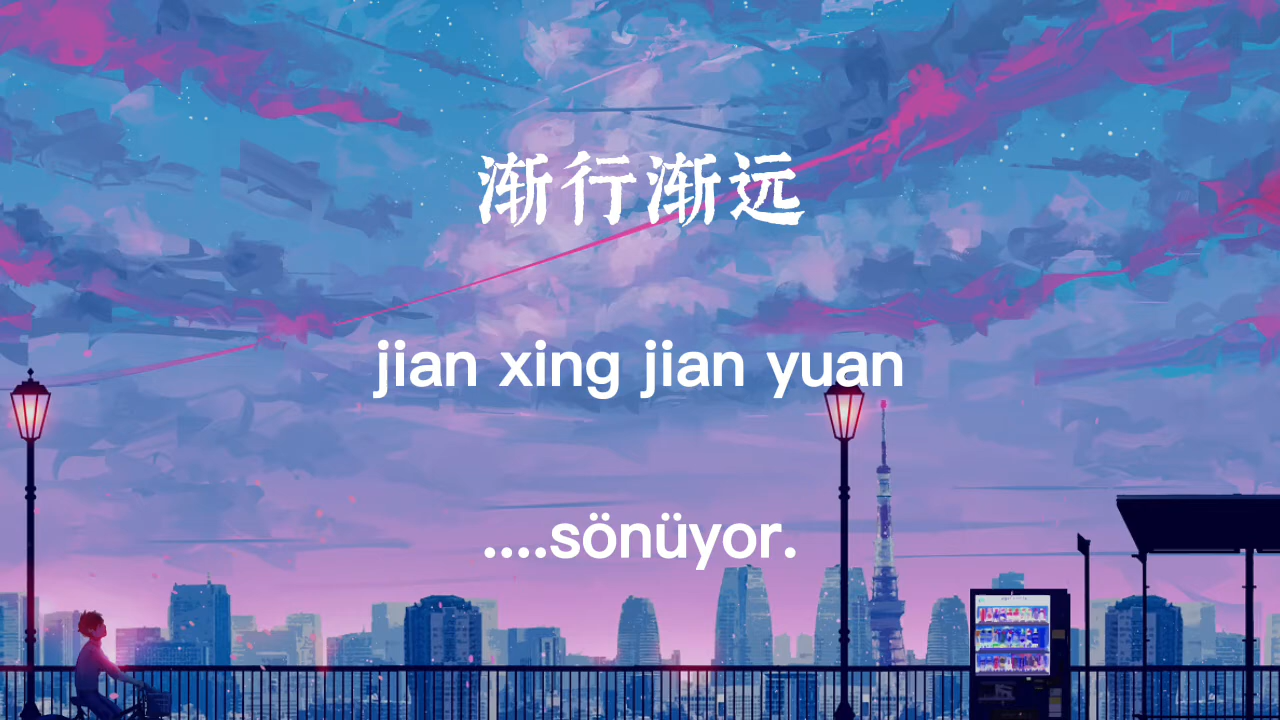 渐行渐远
jian xing jian yuan
....sönüyor.